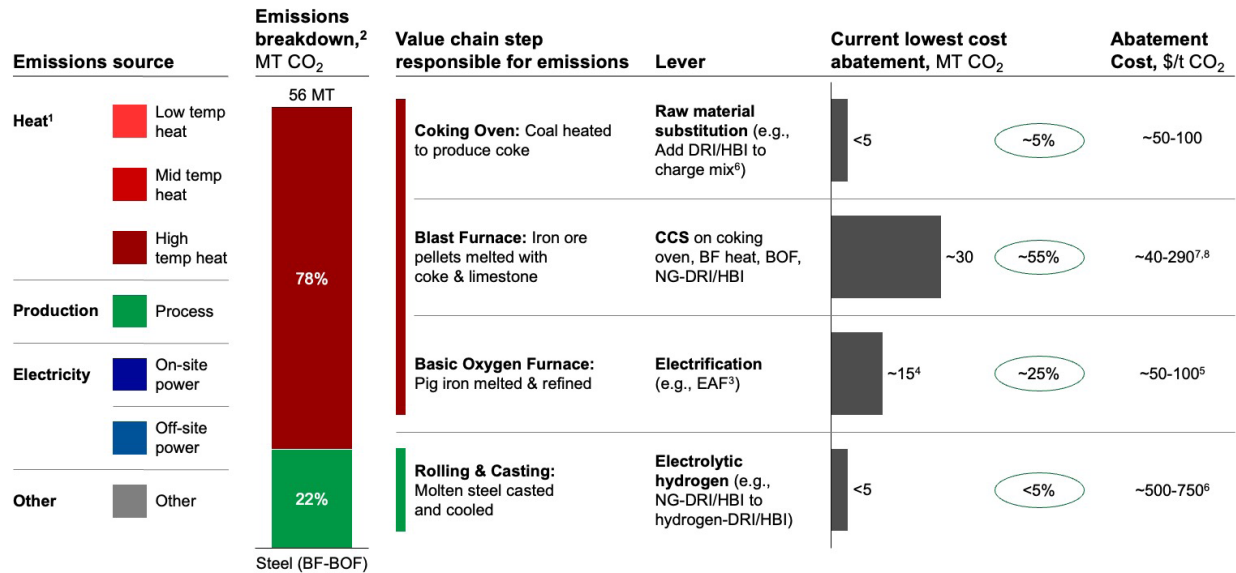 Emissions source
Emissions
breakdown,²
MT CO₂
Value chain step
responsible for emissions
Lever
Current lowest cost
abatement, MT CO₂
Abatement
Cost, $/t CO₂
Heat¹
Low temp
heat
Mid temp
heat
High
temp heat
Production
Process
Electricity
On-site
power
Off-site
power
Other
Other
56 MT
78%
22%
Steel (BF-BOF)
Coking Oven: Coal heated
to produce coke
Raw material
substitution (e.g.,
Add DRI/HBI to
charge mix⁶)
<5
~5%
~50-100
Blast Furnace: Iron ore
pellets melted with
coke & limestone
CCS on coking
oven, BF heat, BOF,
NG-DRI/HBI
~30
~55%
~40-290⁷,⁸
Basic Oxygen Furnace:
Pig iron melted & refined
Electrification
(e.g., EAF³)
~15⁴
~25%
~50-100⁵
Rolling & Casting:
Molten steel casted
and cooled
Electrolytic
hydrogen (e.g.,
NG-DRI/HBI to
hydrogen-DRI/HBI)
<5
<5%
~500-750⁶